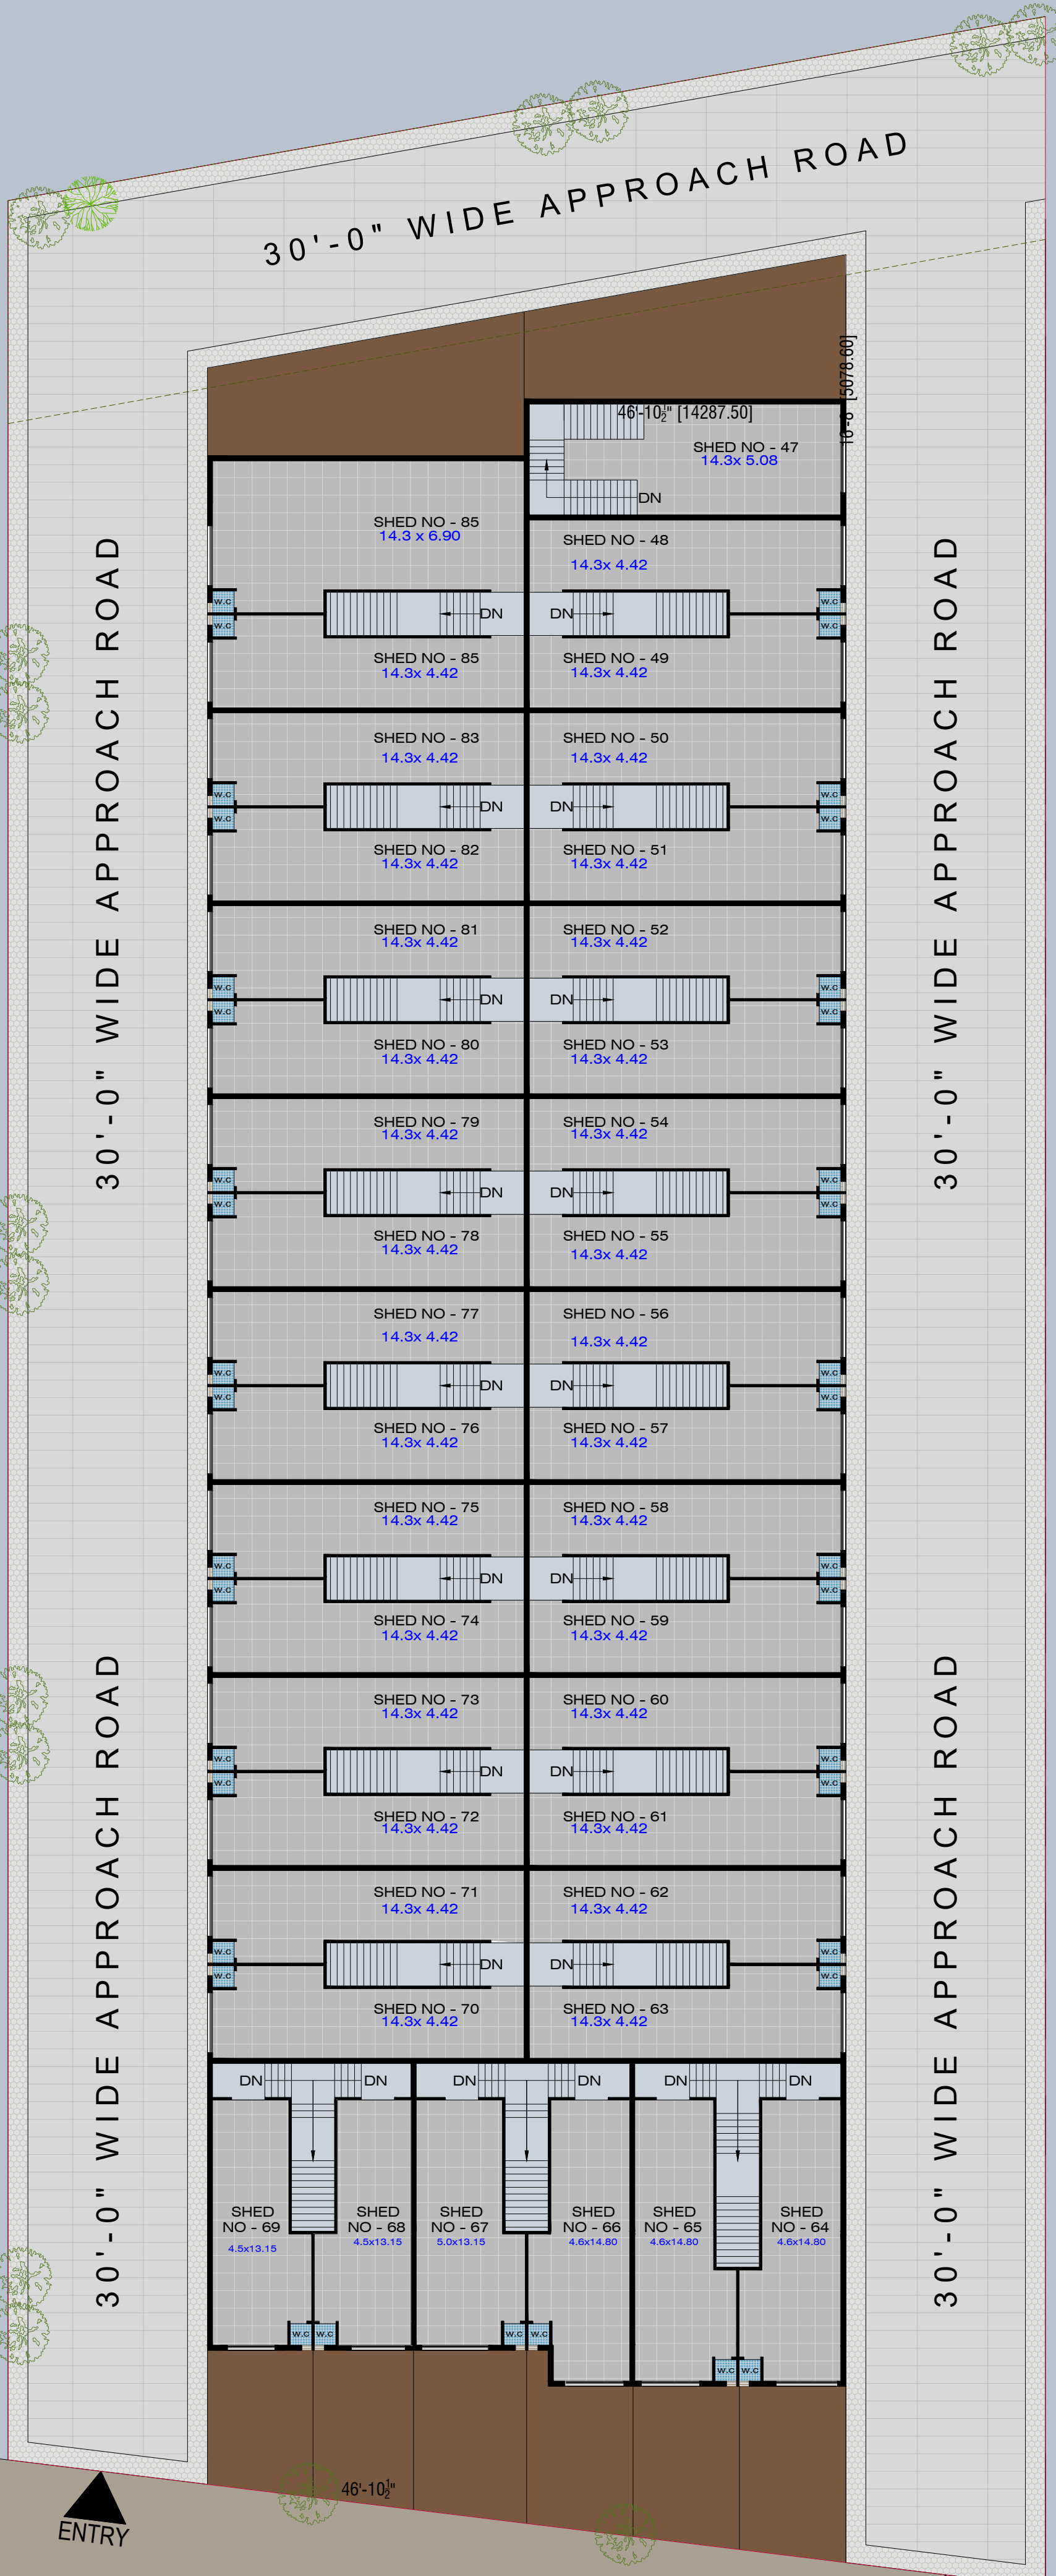 30'-0" WIDE APPROACH ROAD
46'-10½" [14287.50]
16'-8" [5078.60]
SHED NO - 47
14.3x 5.08
DN
SHED NO - 85
14.3 x 6.90
SHED NO - 48
14.3x 4.42
W.C
DN
DN
W.C
W.C
W.C
SHED NO - 85
14.3x 4.42
SHED NO - 49
14.3x 4.42
30'-0" WIDE APPROACH ROAD
30'-0" WIDE APPROACH ROAD
SHED NO - 83
14.3x 4.42
SHED NO - 50
14.3x 4.42
W.C
DN
DN
W.C
W.C
W.C
SHED NO - 82
14.3x 4.42
SHED NO - 51
14.3x 4.42
SHED NO - 81
14.3x 4.42
SHED NO - 52
14.3x 4.42
W.C
DN
DN
W.C
W.C
W.C
SHED NO - 80
14.3x 4.42
SHED NO - 53
14.3x 4.42
SHED NO - 79
14.3x 4.42
SHED NO - 54
14.3x 4.42
W.C
DN
DN
W.C
W.C
W.C
SHED NO - 78
14.3x 4.42
SHED NO - 55
14.3x 4.42
SHED NO - 77
14.3x 4.42
SHED NO - 56
14.3x 4.42
W.C
DN
DN
W.C
W.C
W.C
SHED NO - 76
14.3x 4.42
SHED NO - 57
14.3x 4.42
SHED NO - 75
14.3x 4.42
SHED NO - 58
14.3x 4.42
W.C
DN
DN
W.C
W.C
W.C
SHED NO - 74
14.3x 4.42
SHED NO - 59
14.3x 4.42
30'-0" WIDE APPROACH ROAD
30'-0" WIDE APPROACH ROAD
SHED NO - 73
14.3x 4.42
SHED NO - 60
14.3x 4.42
W.C
DN
DN
W.C
W.C
W.C
SHED NO - 72
14.3x 4.42
SHED NO - 61
14.3x 4.42
SHED NO - 71
14.3x 4.42
SHED NO - 62
14.3x 4.42
W.C
DN
DN
W.C
W.C
W.C
SHED NO - 70
14.3x 4.42
SHED NO - 63
14.3x 4.42
DN
DN
DN
DN
DN
DN
SHED
NO - 69
4.5x13.15
SHED
NO - 68
4.5x13.15
SHED
NO - 67
5.0x13.15
SHED
NO - 66
4.6x14.80
SHED
NO - 65
4.6x14.80
SHED
NO - 64
4.6x14.80
W.C
W.C
W.C
W.C
W.C
W.C
46'-10½"
ENTRY